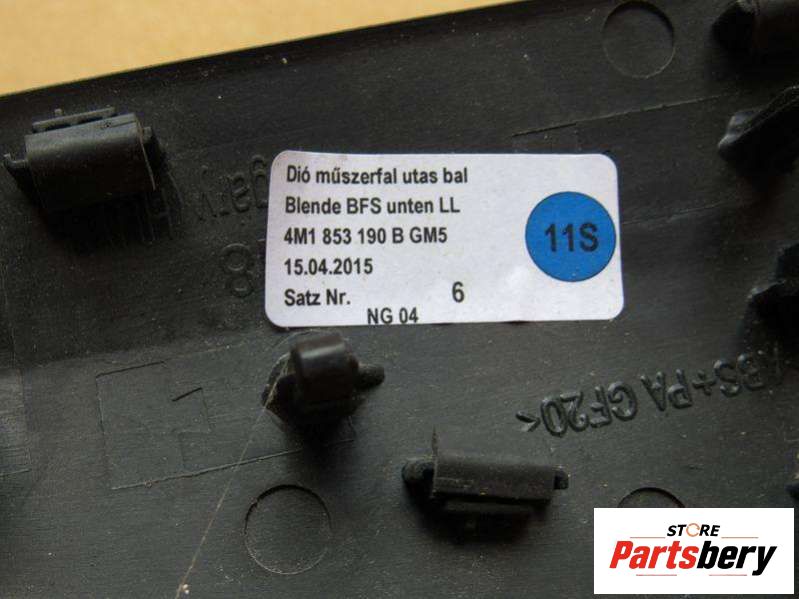 Dió műszerfal utas bal
Blende BFS unten LL
4M1 853 190 B GM5
15.04.2015
Satz Nr. 6
NG 04
11S
ABS+PA GF20<
STORE
Partsbery